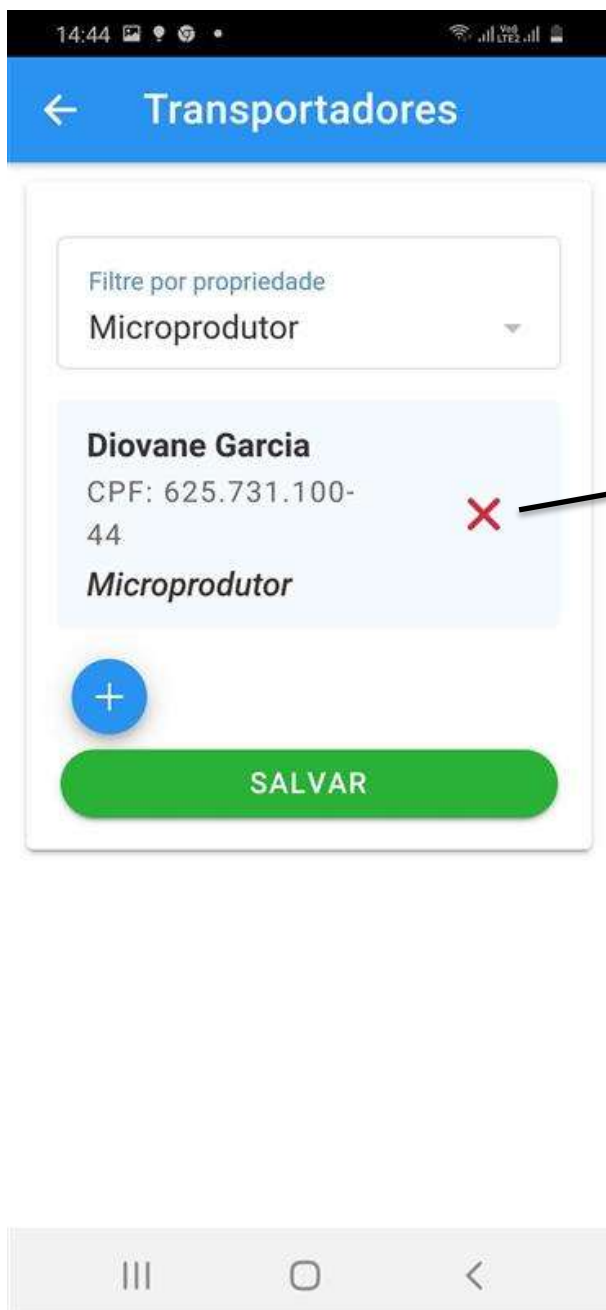 14:44
Transportadores
Filtre por propriedade
Microprodutor
Diovane Garcia
CPF: 625.731.100-
44
Microprodutor
SALVAR